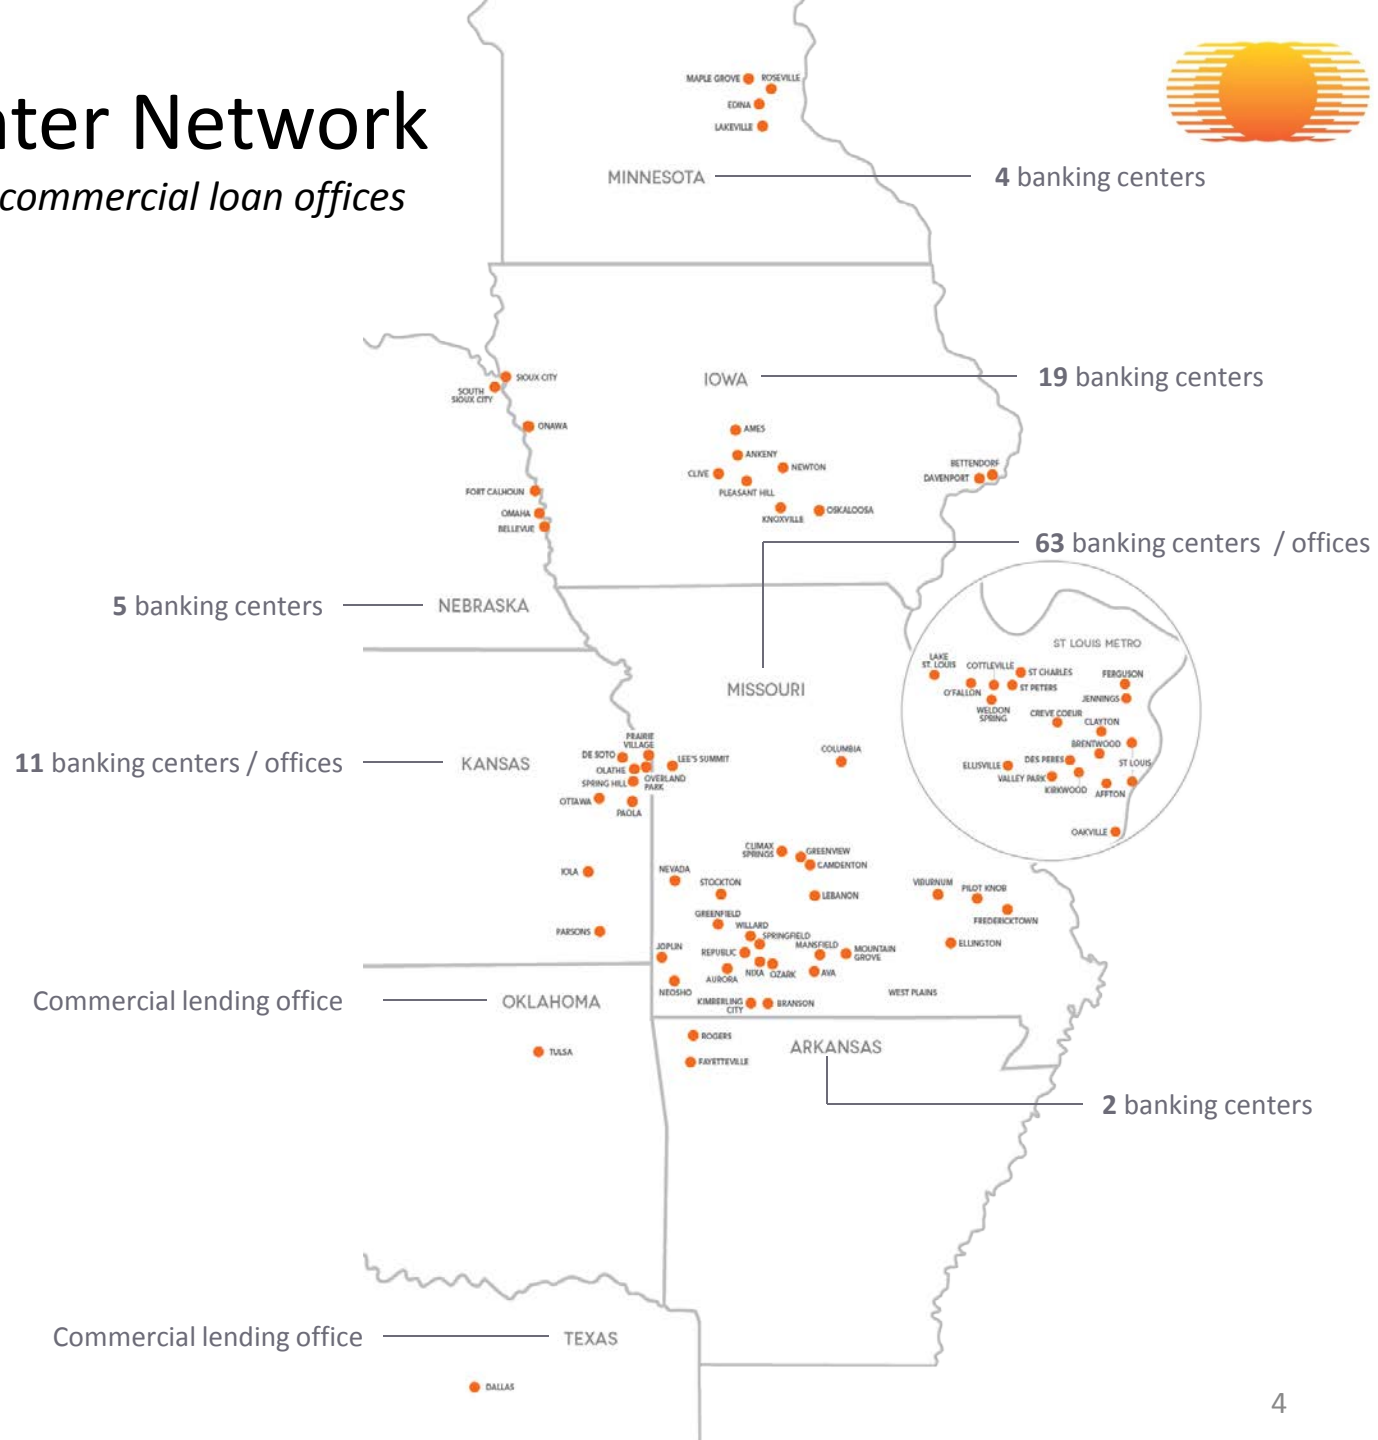 nter Network
commercial loan offices
MAPLE GROVE
ROSEVILLE
EDINA
LAKEVILLE
MINNESOTA
4 banking centers
SIOUX CITY
SOUTH
SIOUX CITY
ONAWA
IOWA
19 banking centers
AMES
ANKENY
CLIVE
NEWTON
PLEASANT HILL
BETTENDORF
DAVENPORT
KNOXVILLE
OSKALOOSA
FORT CALHOUN
OMAHA
BELLEVUE
63 banking centers / offices
5 banking centers
NEBRASKA
MISSOURI
ST LOUIS METRO
LAKE
ST. LOUIS
COTTLEVILLE
ST CHARLES
FERGUSON
O'FALLON
ST PETERS
JENNINGS
WELDON
SPRING
CREVE COEUR
CLAYTON
BRENTWOOD
ELLISVILLE
DES PERES
ST LOUIS
VALLEY PARK
KIRKWOOD
AFFTON
OAKVILLE
11 banking centers / offices
KANSAS
PRAIRIE
VILLAGE
DE SOTO
LEE'S SUMMIT
OLATHE
SPRING HILL
OVERLAND
PARK
OTTAWA
PAOLA
COLUMBIA
IOLA
PARSONS
CLIMAX
SPRINGS
GREENVIEW
CAMDENTON
NEVADA
STOCKTON
LEBANON
VIBURNUM
PILOT KNOB
FREDERICKTOWN
GREENFIELD
WILLARD
SPRINGFIELD
ELLINGTON
JOPLIN
REPUBLIC
MANSFIELD
MOUNTAIN
GROVE
AURORA
NIXA
OZARK
AVA
NEOSHO
KIMBERLING
CITY
BRANSON
WEST PLAINS
Commercial lending office
OKLAHOMA
TULSA
ROGERS
FAYETTEVILLE
ARKANSAS
2 banking centers
Commercial lending office
TEXAS
DALLAS
4